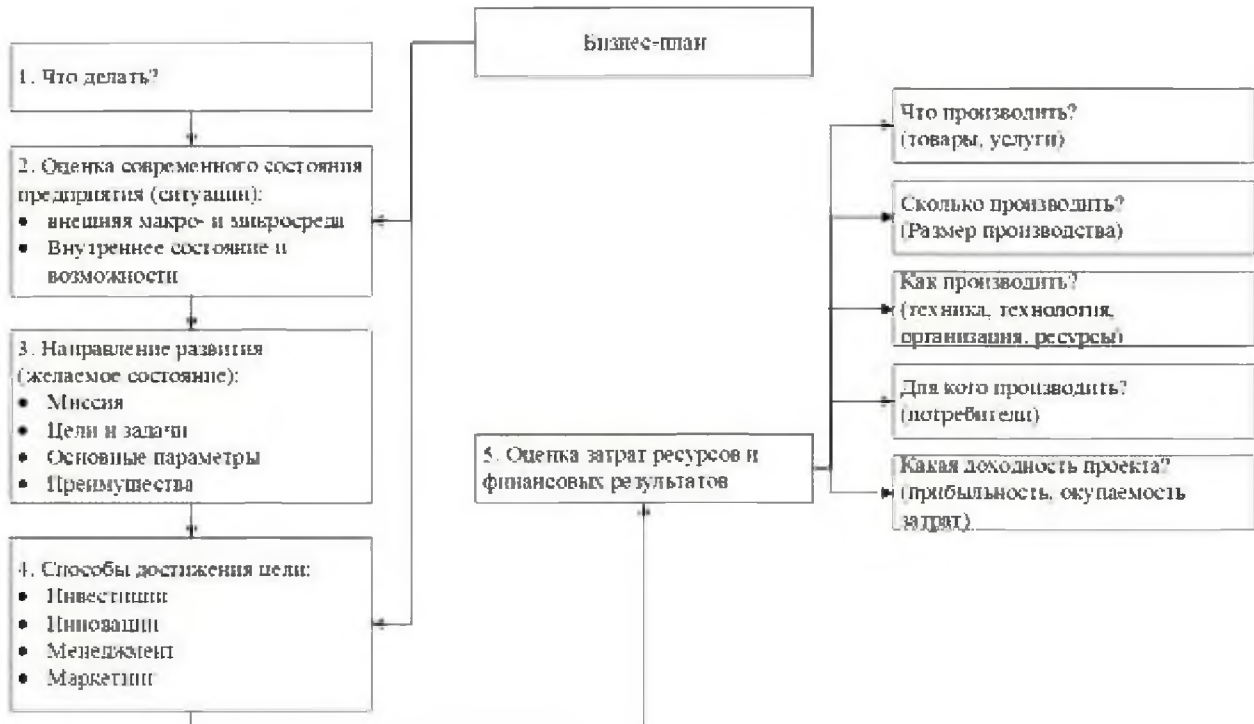 Бизнес-план
1. Что делать?
2. Оценка современного состояния
предприятия (ситуации):
• внешняя макро- и микросреда
• Внутреннее состояние и
возможности
3. Направление развития
(желаемое состояние):
• Миссия
• Цели и задачи
• Основные параметры
• Преимущества
4. Способы достижения цели:
• Инвестиции
• Инновации
• Менеджмент
• Маркетинг
5. Оценка затрат ресурсов и
финансовых результатов
Что производить?
(товары, услуги)
Сколько производить?
(Размер производства)
Как производить?
(техника, технология,
организация, ресурсы)
Для кого производить?
(потребители)
Какая доходность проекта?
(прибыльность, окупаемость
затрат)